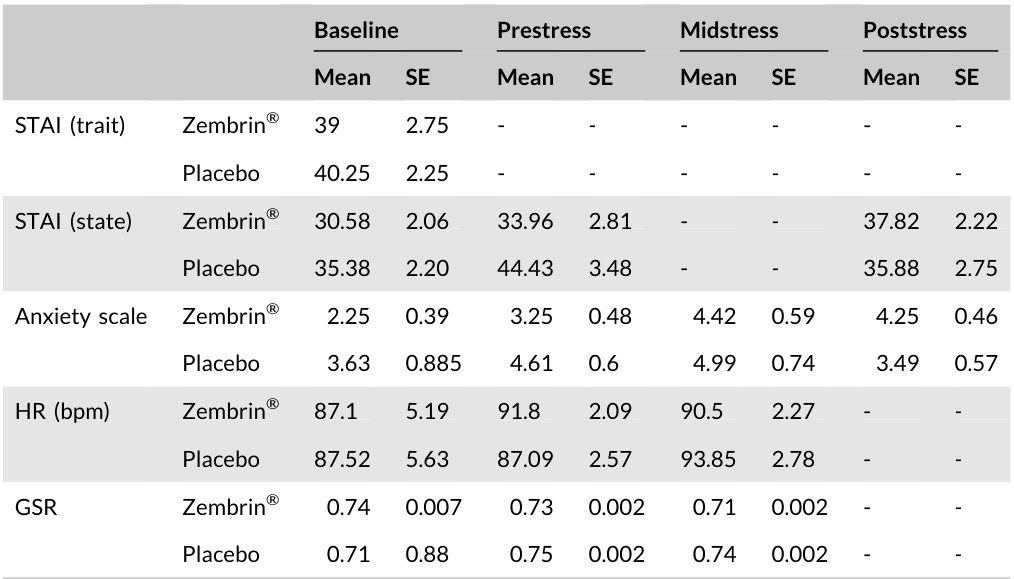 Baseline Prestress Midstress Poststress
Mean SE Mean SE Mean SE Mean SE
STAI (trait) Zembrin® 39 2.75 - - - - - -
Placebo 40.25 2.25 - - - - - -
STAI (state) Zembrin® 30.58 2.06 33.96 2.81 - - 37.82 2.22
Placebo 35.38 2.20 44.43 3.48 - - 35.88 2.75
Anxiety scale Zembrin® 2.25 0.39 3.25 0.48 4.42 0.59 4.25 0.46
Placebo 3.63 0.885 4.61 0.6 4.99 0.74 3.49 0.57
HR (bpm) Zembrin® 87.1 5.19 91.8 2.09 90.5 2.27 - -
Placebo 87.52 5.63 87.09 2.57 93.85 2.78 - -
GSR Zembrin® 0.74 0.007 0.73 0.002 0.71 0.002 - -
Placebo 0.71 0.88 0.75 0.002 0.74 0.002 - -